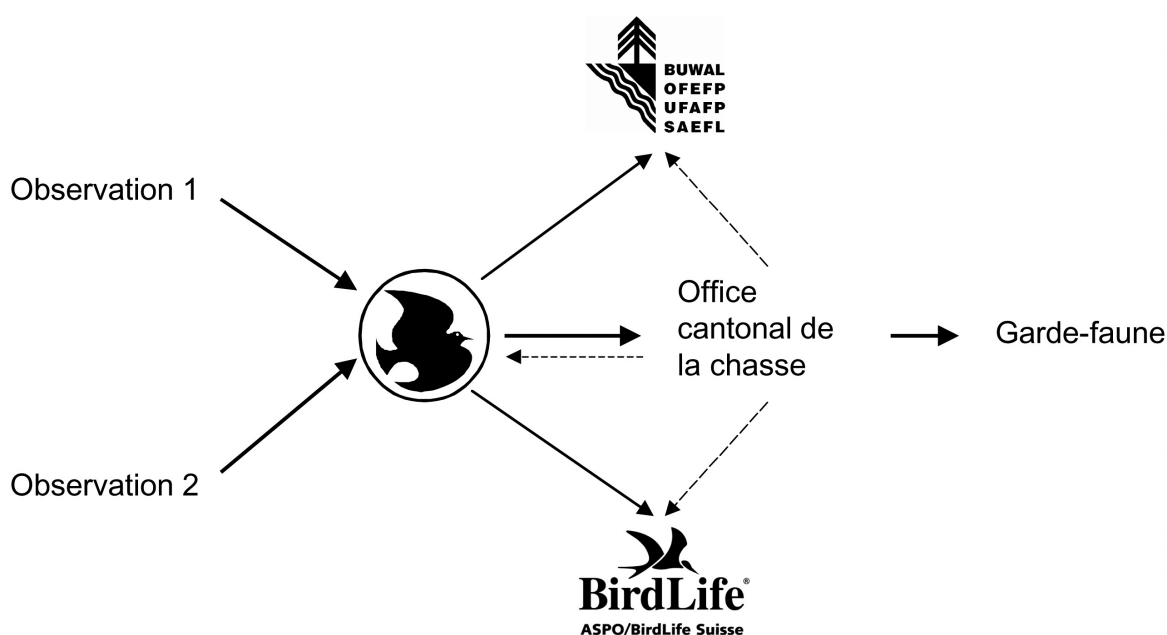 BUWAL
OFEFP
UFAFP
SAEFL
Observation 1
Office
cantonal de
la chasse
Garde-faune
Observation 2
BirdLife®
ASPO/BirdLife Suisse